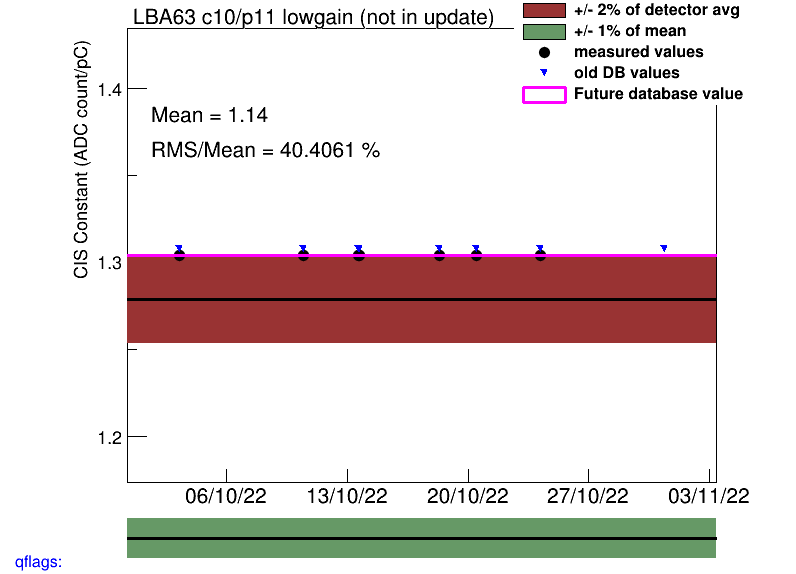 LBA63 c10/p11 lowgain (not in update)
+/- 2% of detector avg
+/- 1% of mean
measured values
old DB values
Future database value
CIS Constant (ADC count/pC)
Mean = 1.14
RMS/Mean = 40.4061 %
1.4
1.3
1.2
06/10/22 13/10/22 20/10/22 27/10/22 03/11/22
qflags: